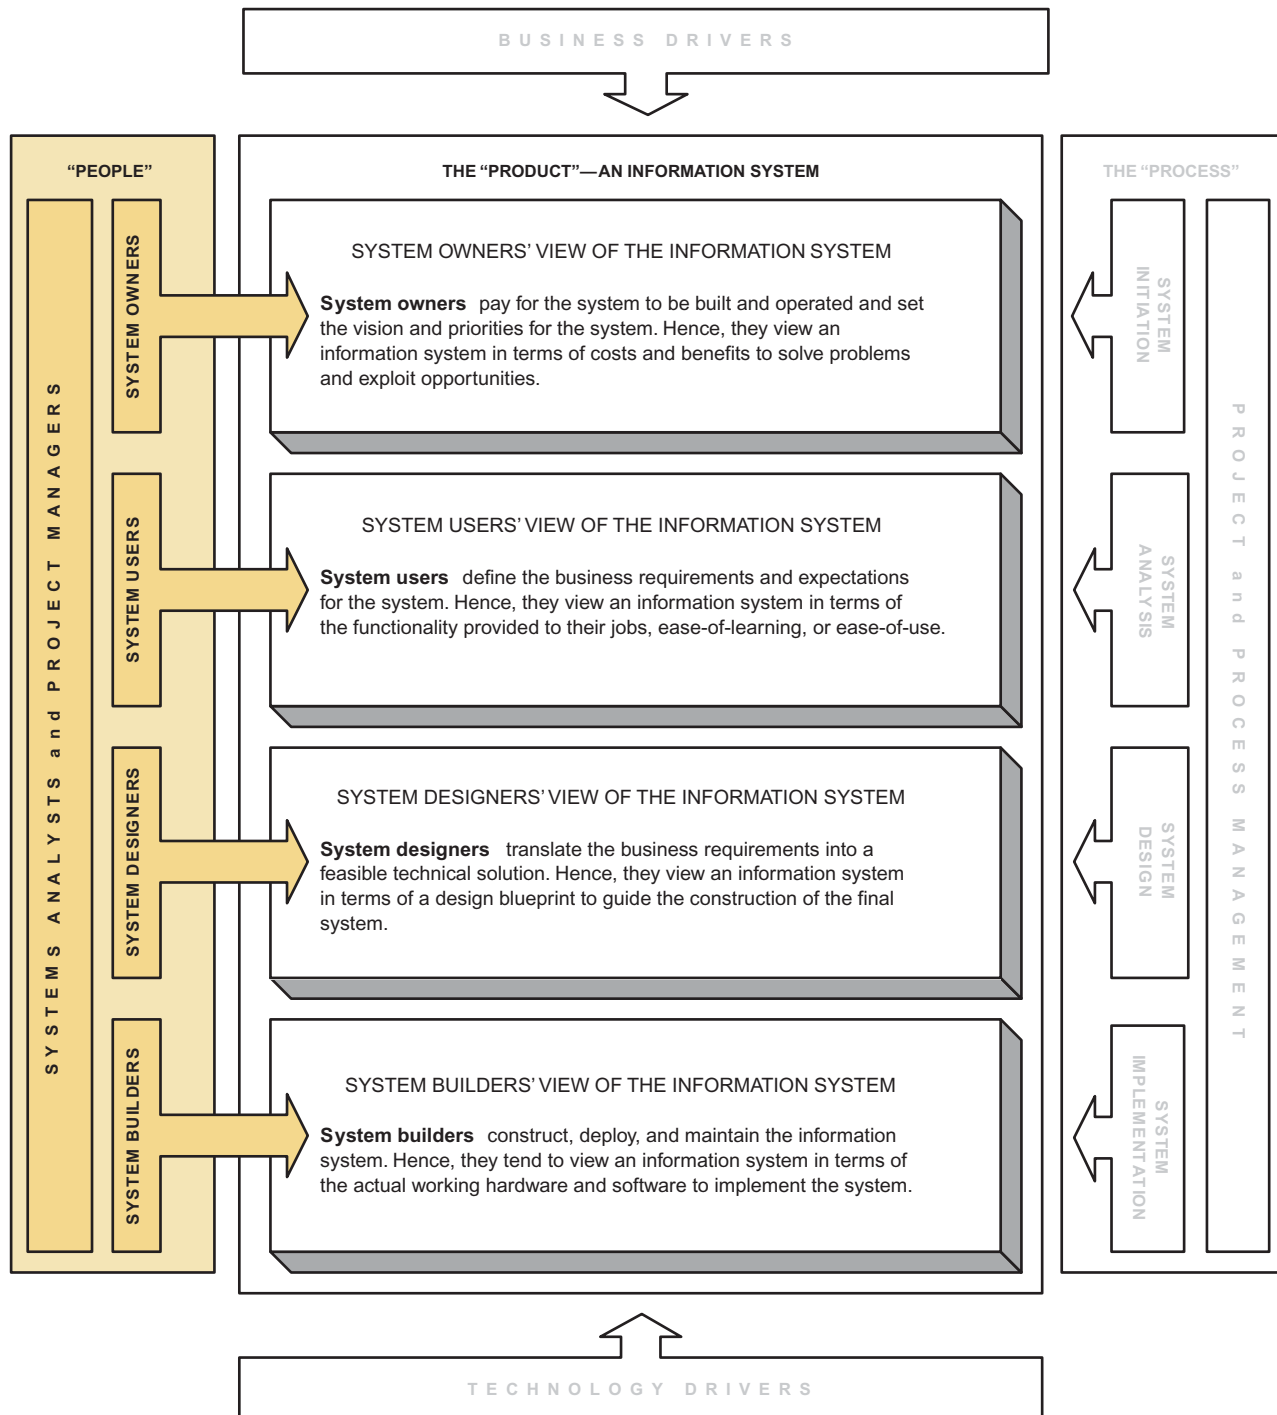 BUSINESS DRIVERS
“PEOPLE”
SYSTEMS ANALYSTS and PROJECT MANAGERS
SYSTEM OWNERS
SYSTEM USERS
SYSTEM DESIGNERS
SYSTEM BUILDERS
THE “PRODUCT”—AN INFORMATION SYSTEM
SYSTEM OWNERS’ VIEW OF THE INFORMATION SYSTEM
System owners pay for the system to be built and operated and set
the vision and priorities for the system. Hence, they view an
information system in terms of costs and benefits to solve problems
and exploit opportunities.
SYSTEM USERS’ VIEW OF THE INFORMATION SYSTEM
System users define the business requirements and expectations
for the system. Hence, they view an information system in terms of
the functionality provided to their jobs, ease-of-learning, or ease-of-use.
SYSTEM DESIGNERS’ VIEW OF THE INFORMATION SYSTEM
System designers translate the business requirements into a
feasible technical solution. Hence, they view an information system
in terms of a design blueprint to guide the construction of the final
system.
SYSTEM BUILDERS’ VIEW OF THE INFORMATION SYSTEM
System builders construct, deploy, and maintain the information
system. Hence, they tend to view an information system in terms of
the actual working hardware and software to implement the system.
THE “PROCESS”
SYSTEM
INITIATION
SYSTEM
ANALYSIS
SYSTEM
DESIGN
SYSTEM
IMPLEMENTATION
PROJECT and PROCESS MANAGEMENT
TECHNOLOGY DRIVERS